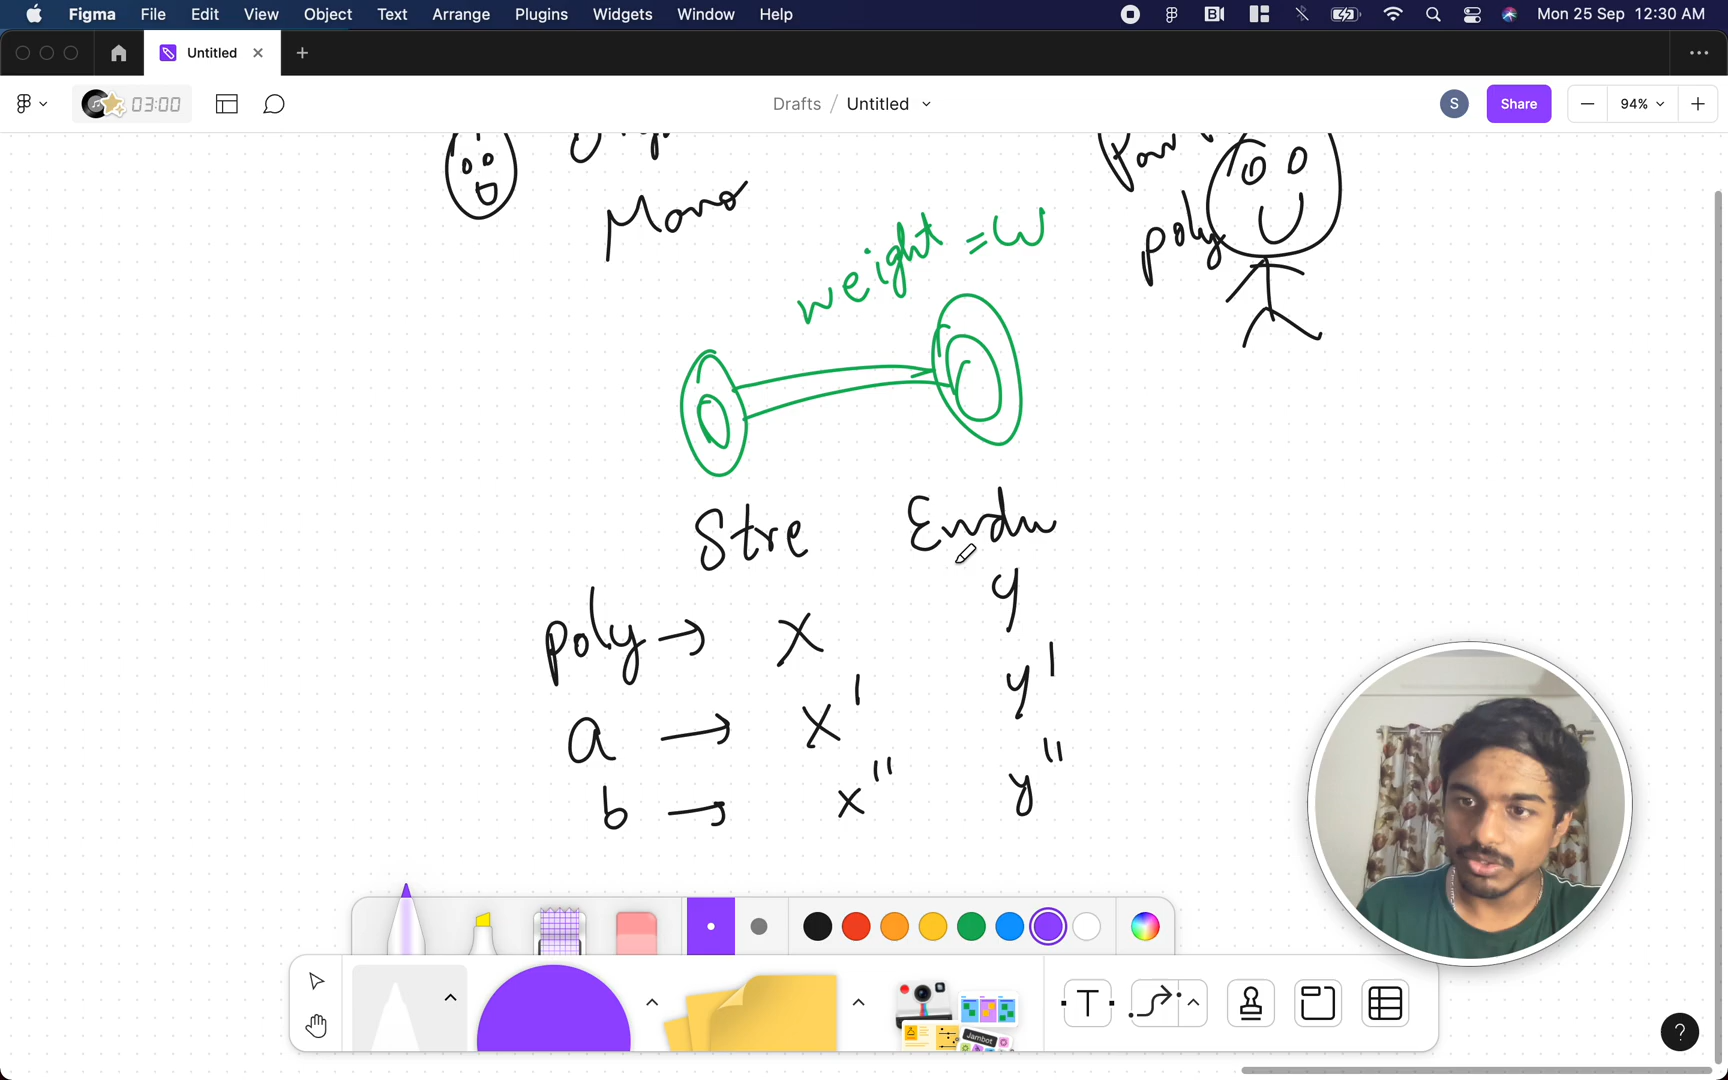 Figma File Edit View Object Text Arrange Plugins Widgets Window Help Mon 25 Sep 12:30 AM
Untitled
03:00 Drafts / Untitled S Share 94%
Mono
poly
weight = W
Stre Endu
poly → x y
a → x' y'
b → x" y"
T
Jambot
?